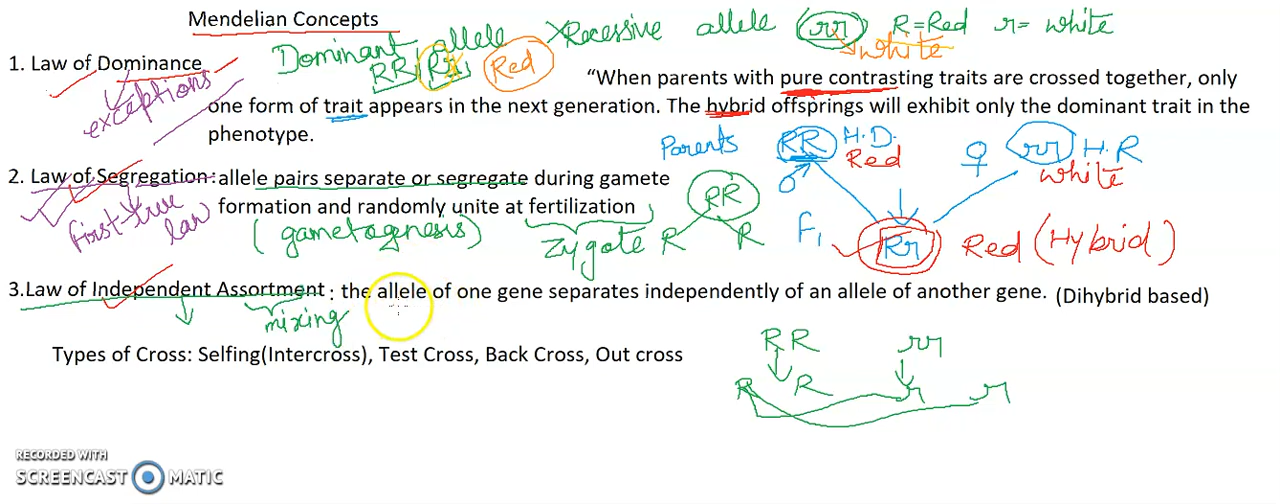 Mendelian Concepts
Dominant allele Recessive allele rr R=Red r= white
RR Rr Red white
1. Law of Dominance
exceptions
“When parents with pure contrasting traits are crossed together, only
one form of trait appears in the next generation. The hybrid offsprings will exhibit only the dominant trait in the
phenotype.
Parents RR H.D. Red ♂ ♀ rr H.R white
2. Law of Segregation: allele pairs separate or segregate during gamete
formation and randomly unite at fertilization
First true law
(gametogenesis) Zygote
RR
R R
F1 Rr Red (Hybrid)
3.Law of Independent Assortment : the allele of one gene separates independently of an allele of another gene. (Dihybrid based)
mixing
Types of Cross: Selfing(Intercross), Test Cross, Back Cross, Out cross
RR rr
R R r r
RECORDED WITH
SCREENCAST MATIC